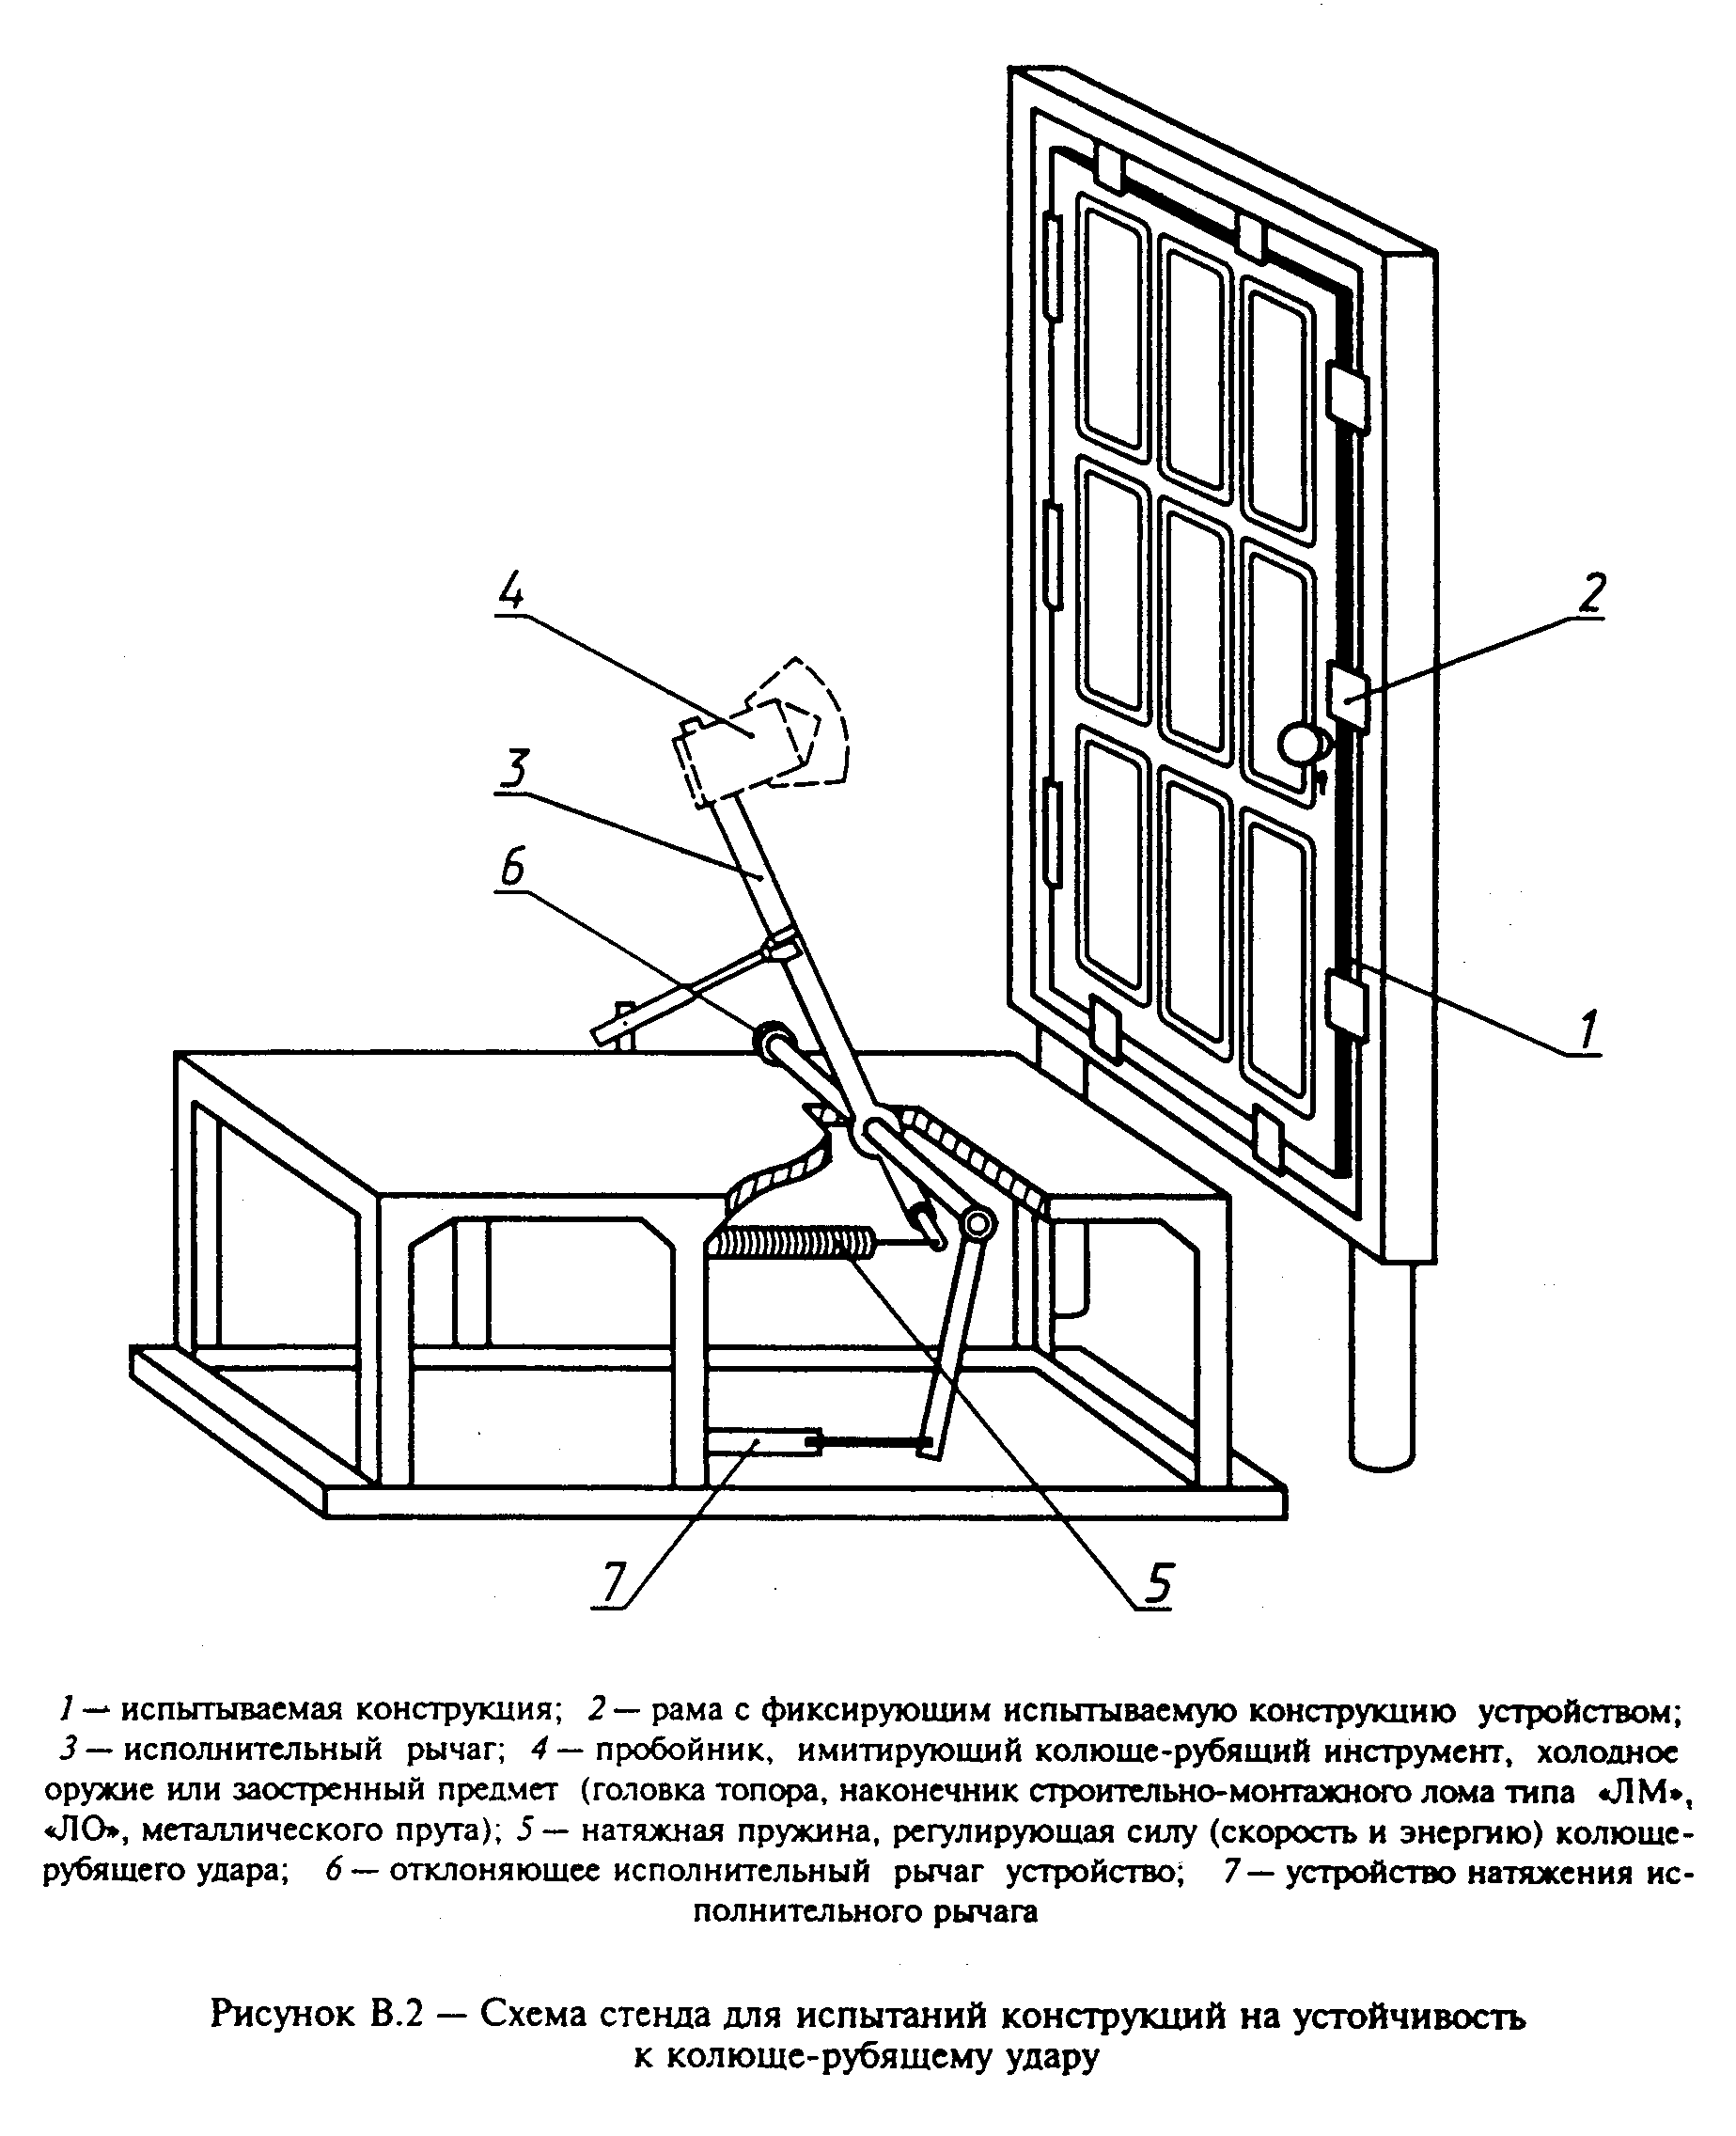 4
2
3
6
1
7
5
1 — испытываемая конструкция; 2 — рама с фиксирующим испытываемую конструкцию устройством;
3 — исполнительный рычаг; 4 — пробойник, имитирующий колюще-рубящий инструмент, холодное
оружие или заостренный предмет (головка топора, наконечник строительно-монтажного лома типа «ЛМ»,
«ЛО», металлического прута); 5 — натяжная пружина, регулирующая силу (скорость и энергию) колюще-
рубящего удара; 6 — отклоняющее исполнительный рычаг устройство; 7 — устройство натяжения ис-
полнительного рычага
Рисунок В.2 — Схема стенда для испытаний конструкций на устойчивость
к колюще-рубящему удару